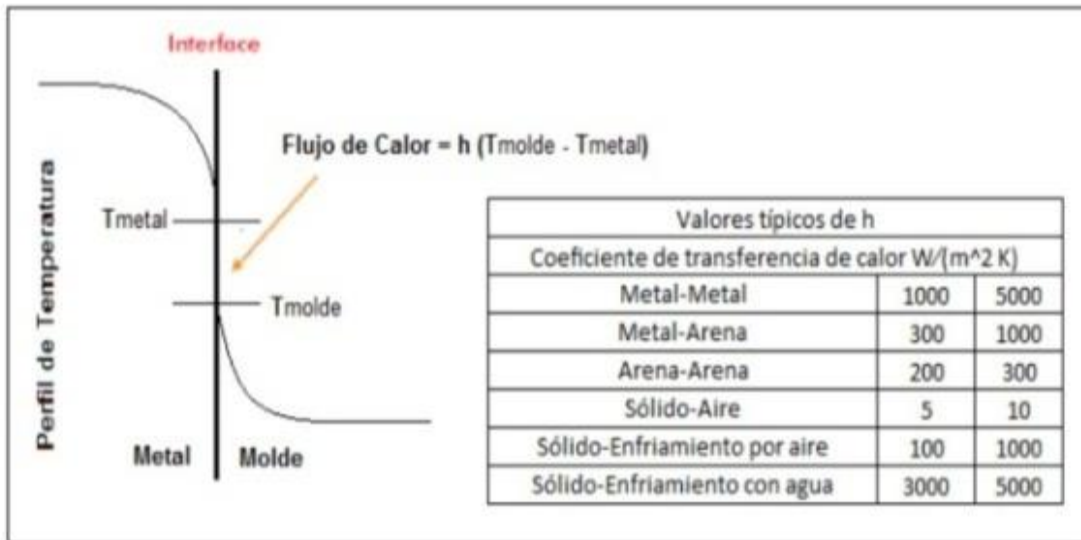 Interface
Flujo de Calor = h (Tmolde - Tmetal)
Perfil de Temperatura
Tmetal
Tmolde
Metal Molde
Valores típicos de h
Coeficiente de transferencia de calor W/(m^2 K)
Metal-Metal 1000 5000
Metal-Arena 300 1000
Arena-Arena 200 300
Sólido-Aire 5 10
Sólido-Enfriamiento por aire 100 1000
Sólido-Enfriamiento con agua 3000 5000